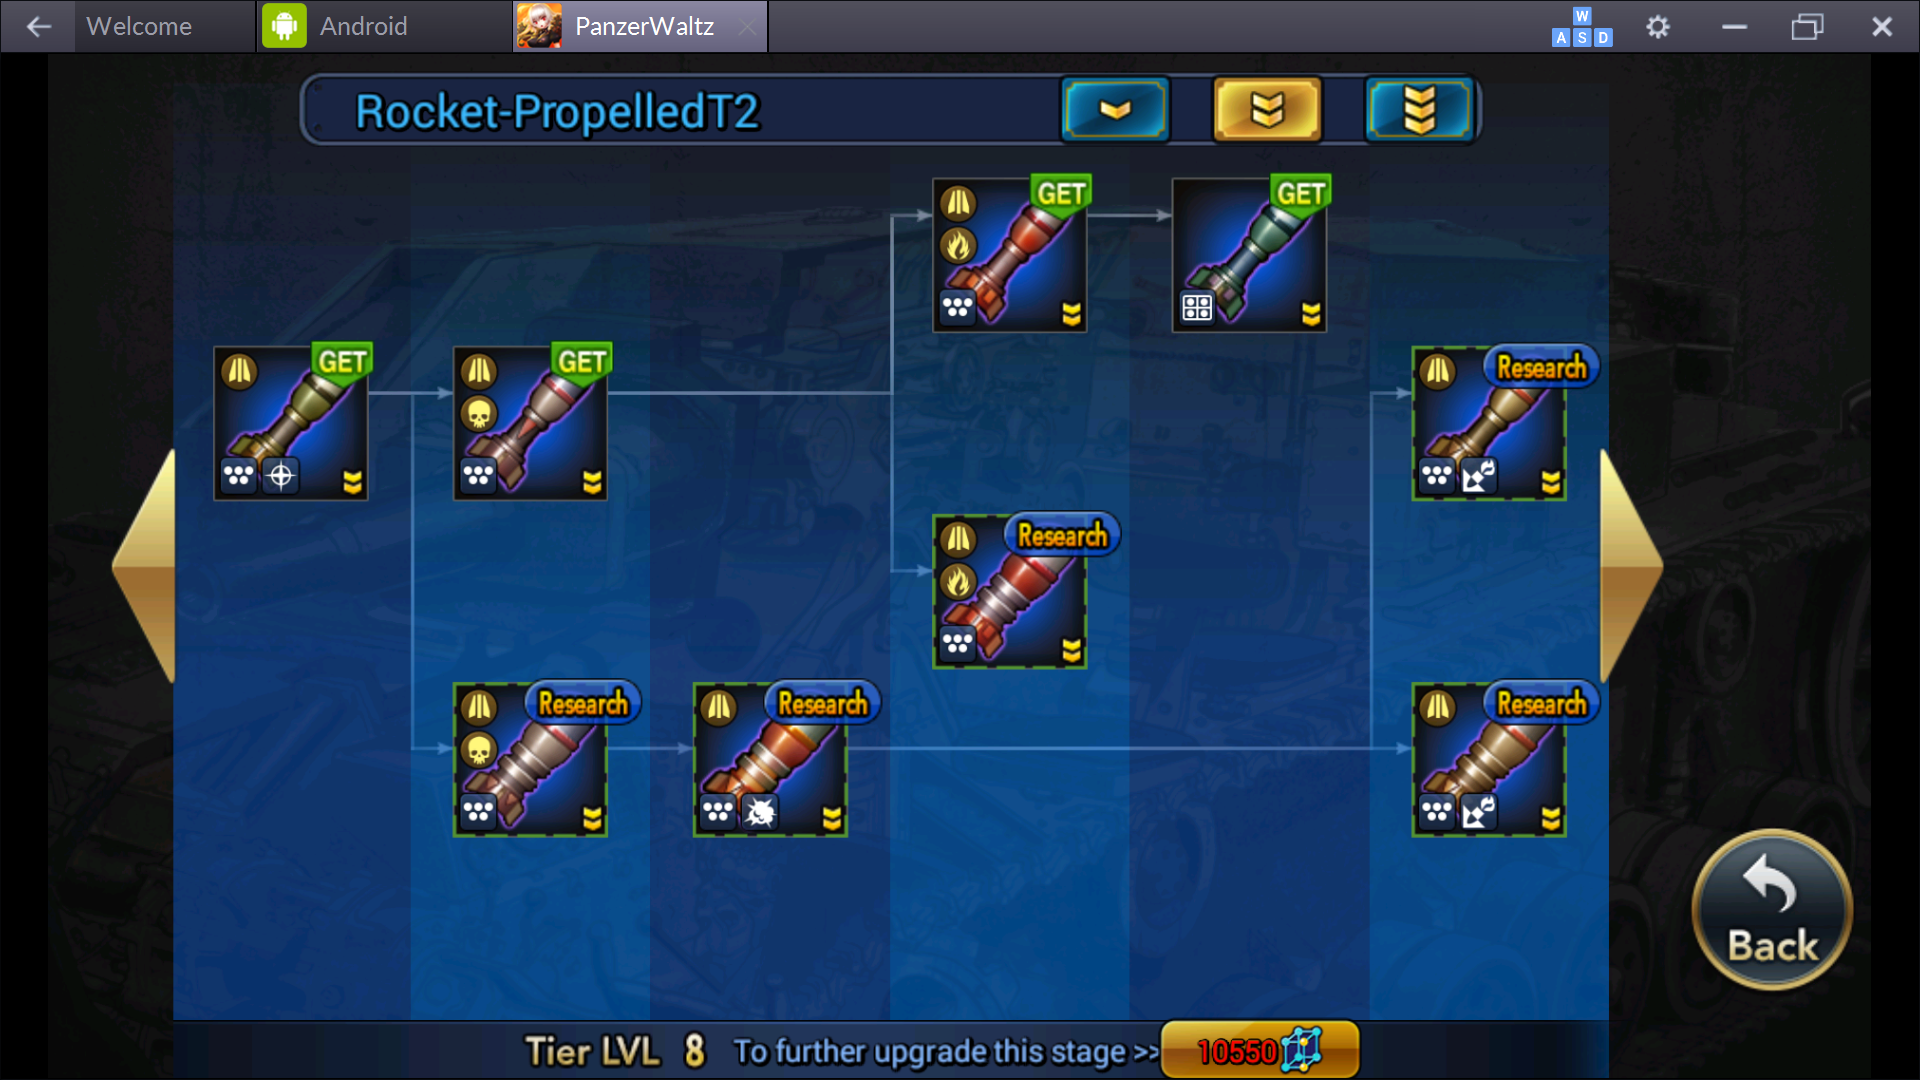 Welcome
Android
PanzerWaltz
W
A S D
Rocket-PropelledT2
GET
GET
GET
GET
Research
Research
Research
Research
Research
Back
Tier LVL 8 To further upgrade this stage >> 10550